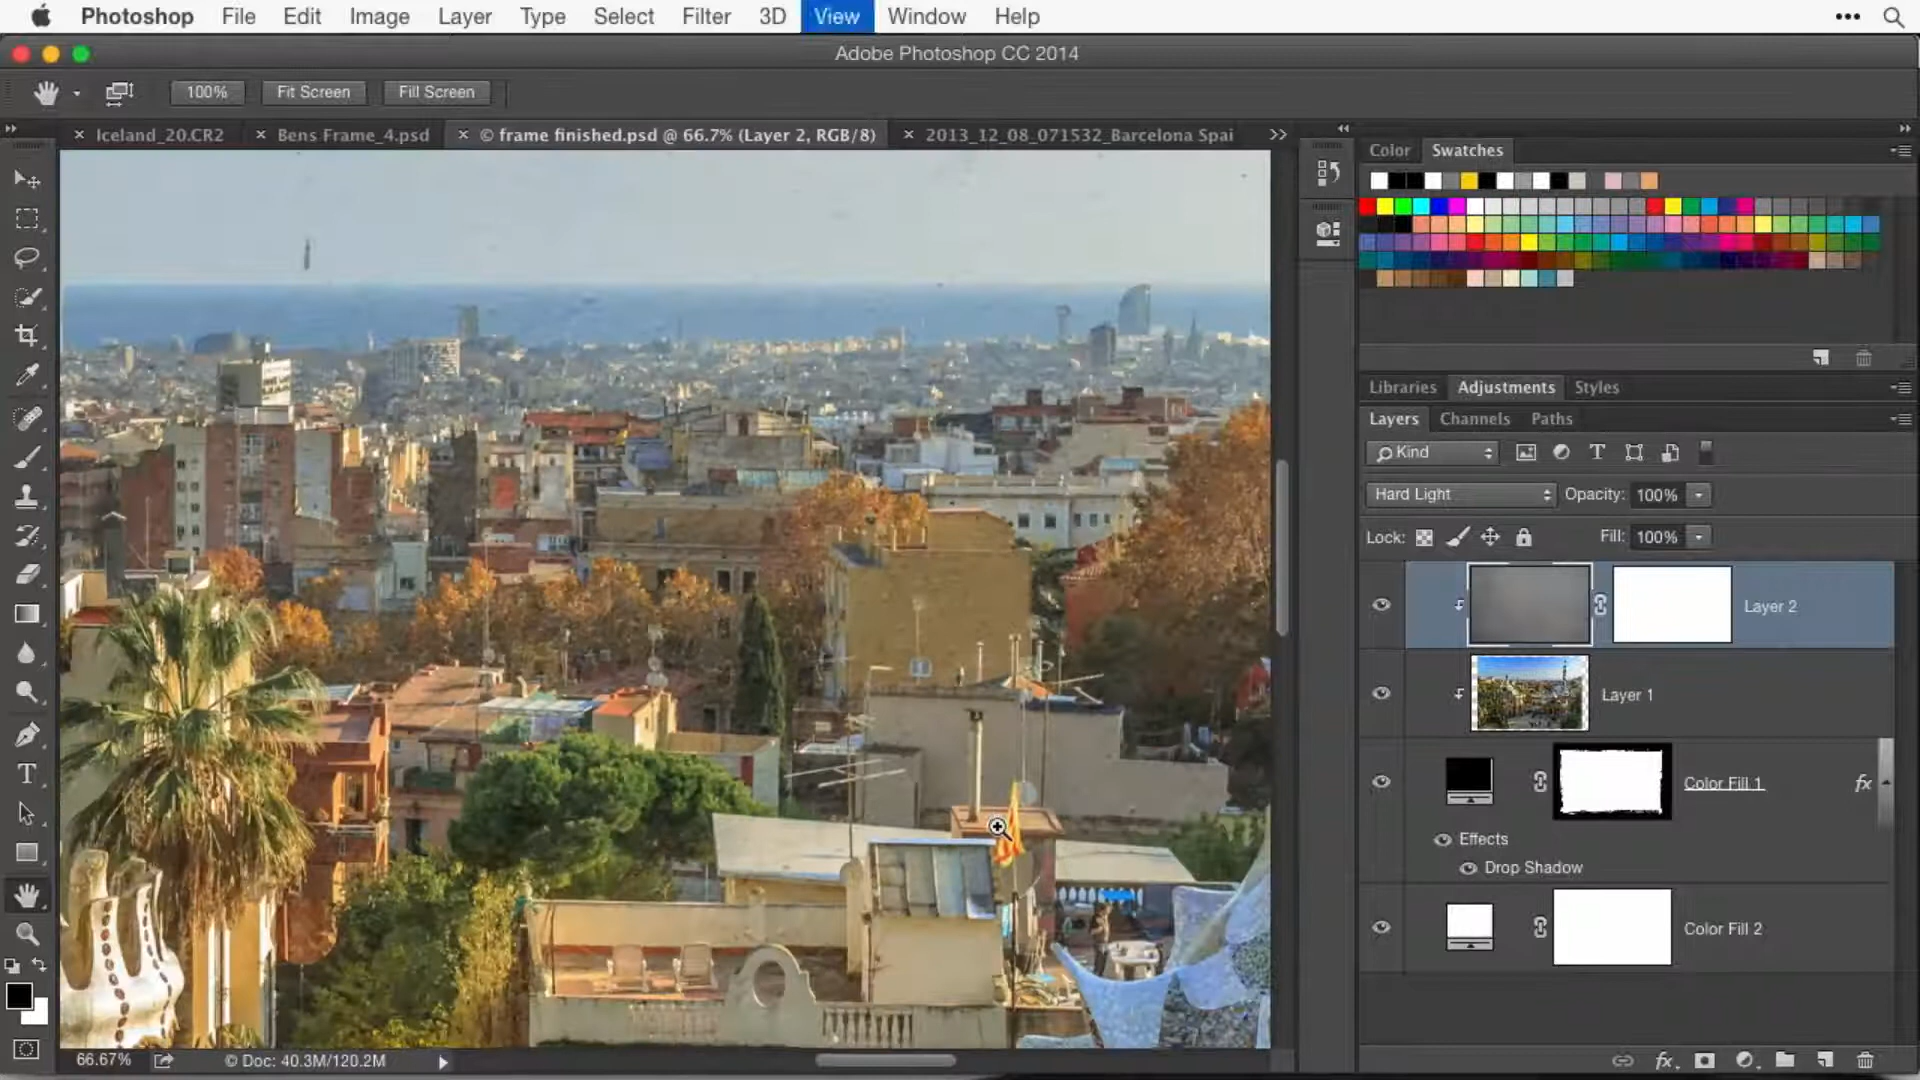 Photoshop File Edit Image Layer Type Select Filter 3D View Window Help
Adobe Photoshop CC 2014
100% Fit Screen Fill Screen
× Iceland_20.CR2 × Bens Frame_4.psd × © frame finished.psd @ 66.7% (Layer 2, RGB/8) × 2013_12_08_071532_Barcelona Spai >>
Color Swatches
Libraries Adjustments Styles
Layers Channels Paths
Kind
Hard Light Opacity: 100%
Lock: Fill: 100%
Layer 2
Layer 1
Color Fill 1 fx
Effects
Drop Shadow
Color Fill 2
66.67% © Doc: 40.3M/120.2M
fx